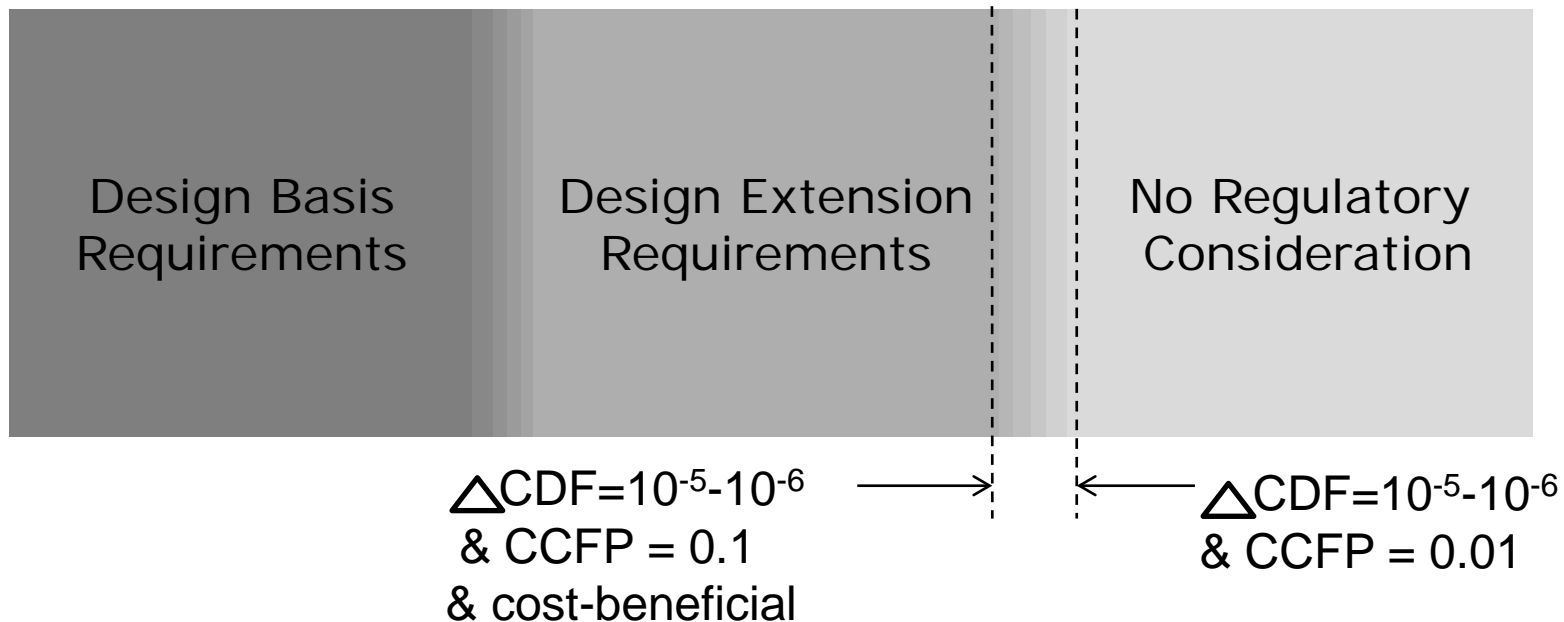 Design Basis
Requirements
Design Extension
Requirements
No Regulatory
Consideration
△CDF=10⁻⁵-10⁻⁶
& CCFP = 0.1
& cost-beneficial
△CDF=10⁻⁵-10⁻⁶
& CCFP = 0.01